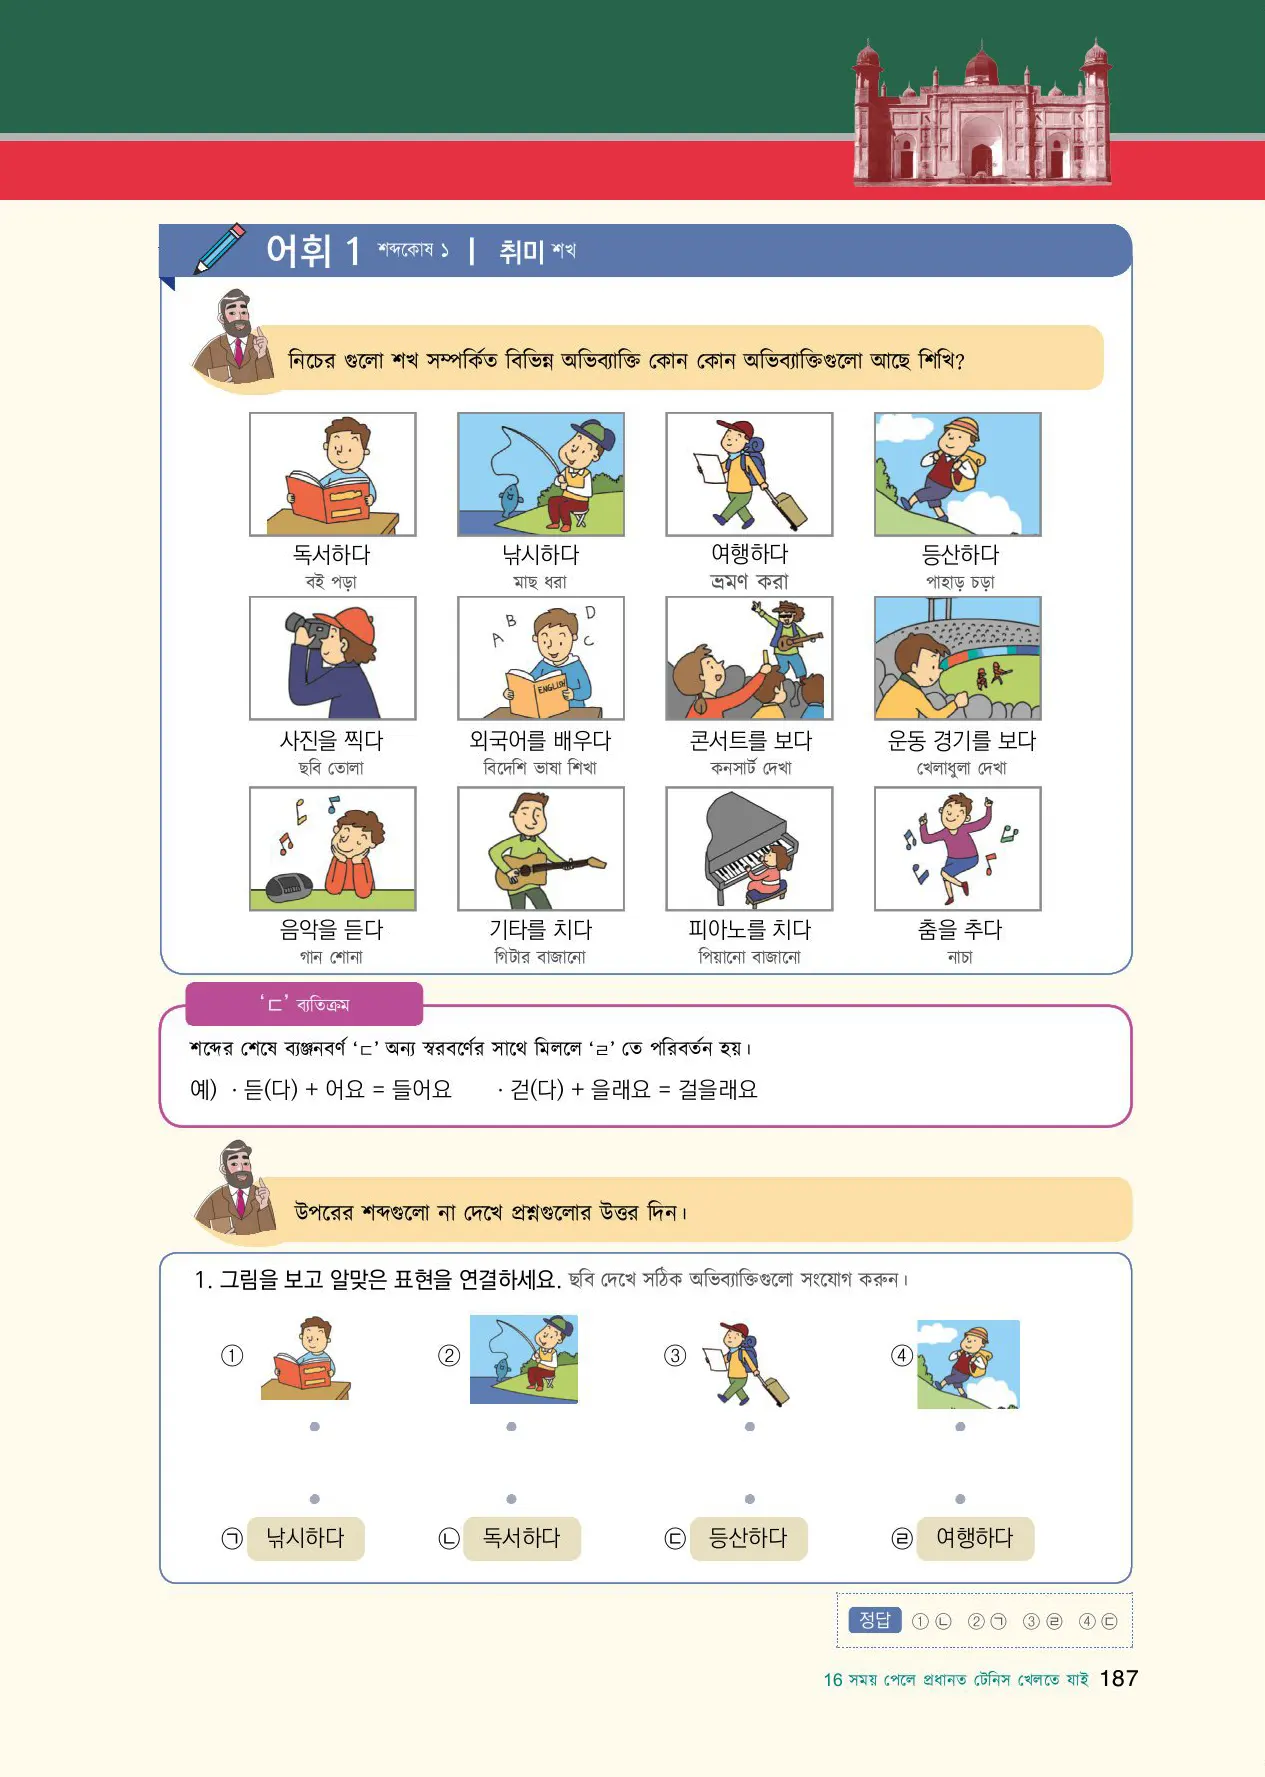 어휘 1 শব্দকোষ ১ | 취미 শখ
নিচের গুলো শখ সম্পর্কিত বিভিন্ন অভিব্যাক্তি কোন কোন অভিব্যাক্তিগুলো আছে শিখি?
A B D C
ENGLISH
독서하다 낚시하다 여행하다 등산하다
বই পড়া মাছ ধরা ভ্রমণ করা পাহাড় চড়া
사진을 찍다 외국어를 배우다 콘서트를 보다 운동 경기를 보다
ছবি তোলা বিদেশি ভাষা শিখা কনসার্ট দেখা খেলাধুলা দেখা
음악을 듣다 기타를 치다 피아노를 치다 춤을 추다
গান শোনা গিটার বাজানো পিয়ানো বাজানো নাচা
‘ㄷ’ ব্যতিক্রম
শব্দের শেষে ব্যঞ্জনবর্ণ ‘ㄷ’ অন্য স্বরবর্ণের সাথে মিললে ‘ㄹ’ তে পরিবর্তন হয়।
예) · 듣(다) + 어요 = 들어요 · 걷(다) + 을래요 = 걸을래요
উপরের শব্দগুলো না দেখে প্রশ্নগুলোর উত্তর দিন।
1. 그림을 보고 알맞은 표현을 연결하세요. ছবি দেখে সঠিক অভিব্যাক্তিগুলো সংযোগ করুন।
① ② ③ ④
㉠ 낚시하다 ㉡ 독서하다 ㉢ 등산하다 ㉣ 여행하다
정답 ①㉡ ②㉠ ③㉣ ④㉢
16 সময় পেলে প্রধানত টেনিস খেলতে যাই 187